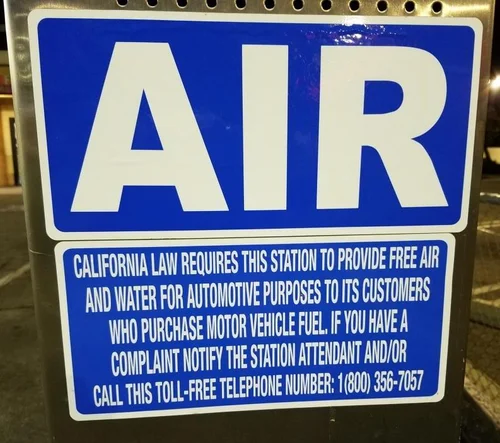 AIR
CALIFORNIA LAW REQUIRES THIS STATION TO PROVIDE FREE AIR
AND WATER FOR AUTOMOTIVE PURPOSES TO ITS CUSTOMERS
WHO PURCHASE MOTOR VEHICLE FUEL. IF YOU HAVE A
COMPLAINT NOTIFY THE STATION ATTENDANT AND/OR
CALL THIS TOLL-FREE TELEPHONE NUMBER: 1(800) 356-7057